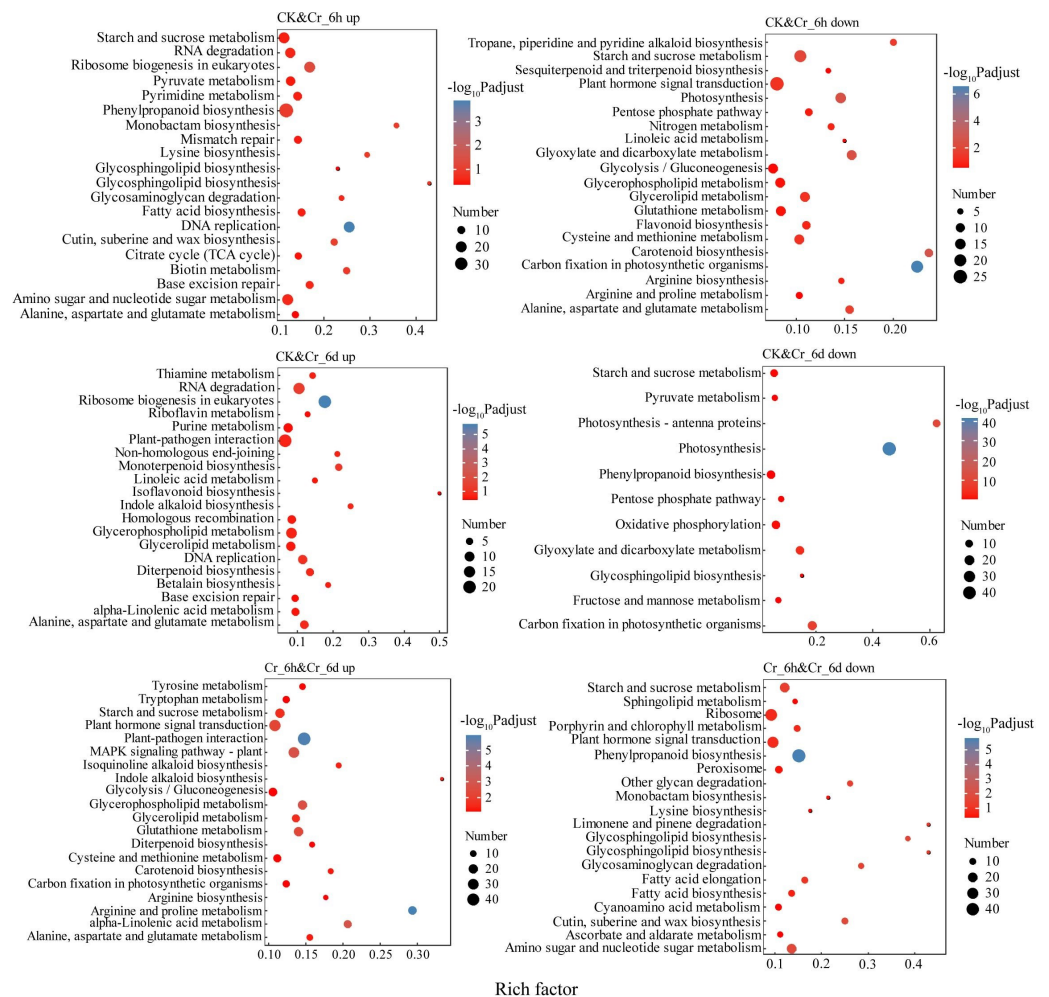 CK&Cr_6h up
Starch and sucrose metabolism
RNA degradation
Ribosome biogenesis in eukaryotes
Pyruvate metabolism
Pyrimidine metabolism
Phenylpropanoid biosynthesis
Monobactam biosynthesis
Mismatch repair
Lysine biosynthesis
Glycosphingolipid biosynthesis
Glycosphingolipid biosynthesis
Glycosaminoglycan degradation
Fatty acid biosynthesis
DNA replication
Cutin, suberine and wax biosynthesis
Citrate cycle (TCA cycle)
Biotin metabolism
Base excision repair
Amino sugar and nucleotide sugar metabolism
Alanine, aspartate and glutamate metabolism
0.1 0.2 0.3 0.4
-log10Padjust
3
2
1
Number
10
20
30
CK&Cr_6h down
Tropane, piperidine and pyridine alkaloid biosynthesis
Starch and sucrose metabolism
Sesquiterpenoid and triterpenoid biosynthesis
Plant hormone signal transduction
Photosynthesis
Pentose phosphate pathway
Nitrogen metabolism
Linoleic acid metabolism
Glyoxylate and dicarboxylate metabolism
Glycolysis / Gluconeogenesis
Glycerophospholipid metabolism
Glycerolipid metabolism
Glutathione metabolism
Flavonoid biosynthesis
Cysteine and methionine metabolism
Carotenoid biosynthesis
Carbon fixation in photosynthetic organisms
Arginine biosynthesis
Arginine and proline metabolism
Alanine, aspartate and glutamate metabolism
0.10 0.15 0.20
-log10Padjust
6
4
2
Number
5
10
15
20
25
CK&Cr_6d up
Thiamine metabolism
RNA degradation
Ribosome biogenesis in eukaryotes
Riboflavin metabolism
Purine metabolism
Plant-pathogen interaction
Non-homologous end-joining
Monoterpenoid biosynthesis
Linoleic acid metabolism
Isoflavonoid biosynthesis
Indole alkaloid biosynthesis
Homologous recombination
Glycerophospholipid metabolism
Glycerolipid metabolism
DNA replication
Diterpenoid biosynthesis
Betalain biosynthesis
Base excision repair
alpha-Linolenic acid metabolism
Alanine, aspartate and glutamate metabolism
0.1 0.2 0.3 0.4 0.5
-log10Padjust
5
4
3
2
1
Number
5
10
15
20
CK&Cr_6d down
Starch and sucrose metabolism
Pyruvate metabolism
Photosynthesis - antenna proteins
Photosynthesis
Phenylpropanoid biosynthesis
Pentose phosphate pathway
Oxidative phosphorylation
Glyoxylate and dicarboxylate metabolism
Glycosphingolipid biosynthesis
Fructose and mannose metabolism
Carbon fixation in photosynthetic organisms
0.2 0.4 0.6
-log10Padjust
40
30
20
10
Number
10
20
30
40
Cr_6h&Cr_6d up
Tyrosine metabolism
Tryptophan metabolism
Starch and sucrose metabolism
Plant hormone signal transduction
Plant-pathogen interaction
MAPK signaling pathway - plant
Isoquinoline alkaloid biosynthesis
Indole alkaloid biosynthesis
Glycolysis / Gluconeogenesis
Glycerophospholipid metabolism
Glycerolipid metabolism
Glutathione metabolism
Diterpenoid biosynthesis
Cysteine and methionine metabolism
Carotenoid biosynthesis
Carbon fixation in photosynthetic organisms
Arginine biosynthesis
Arginine and proline metabolism
alpha-Linolenic acid metabolism
Alanine, aspartate and glutamate metabolism
0.10 0.15 0.20 0.30
-log10Padjust
5
4
3
2
Number
10
20
30
40
Cr_6h&Cr_6d down
Starch and sucrose metabolism
Sphingolipid metabolism
Ribosome
Porphyrin and chlorophyll metabolism
Plant hormone signal transduction
Phenylpropanoid biosynthesis
Peroxisome
Other glycan degradation
Monobactam biosynthesis
Lysine biosynthesis
Limonene and pinene degradation
Glycosphingolipid biosynthesis
Glycosphingolipid biosynthesis
Glycosaminoglycan degradation
Fatty acid elongation
Fatty acid biosynthesis
Cyanoamino acid metabolism
Cutin, suberine and wax biosynthesis
Ascorbate and aldarate metabolism
Amino sugar and nucleotide sugar metabolism
0.1 0.2 0.4
-log10Padjust
5
4
3
2
1
Number
10
20
30
40
Rich factor